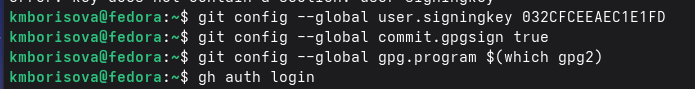 kmborisova@fedora:~$ git config --global user.signingkey 032CFCEEAEC1E1FD
kmborisova@fedora:~$ git config --global commit.gpgsign true
kmborisova@fedora:~$ git config --global gpg.program $(which gpg2)
kmborisova@fedora:~$ gh auth login